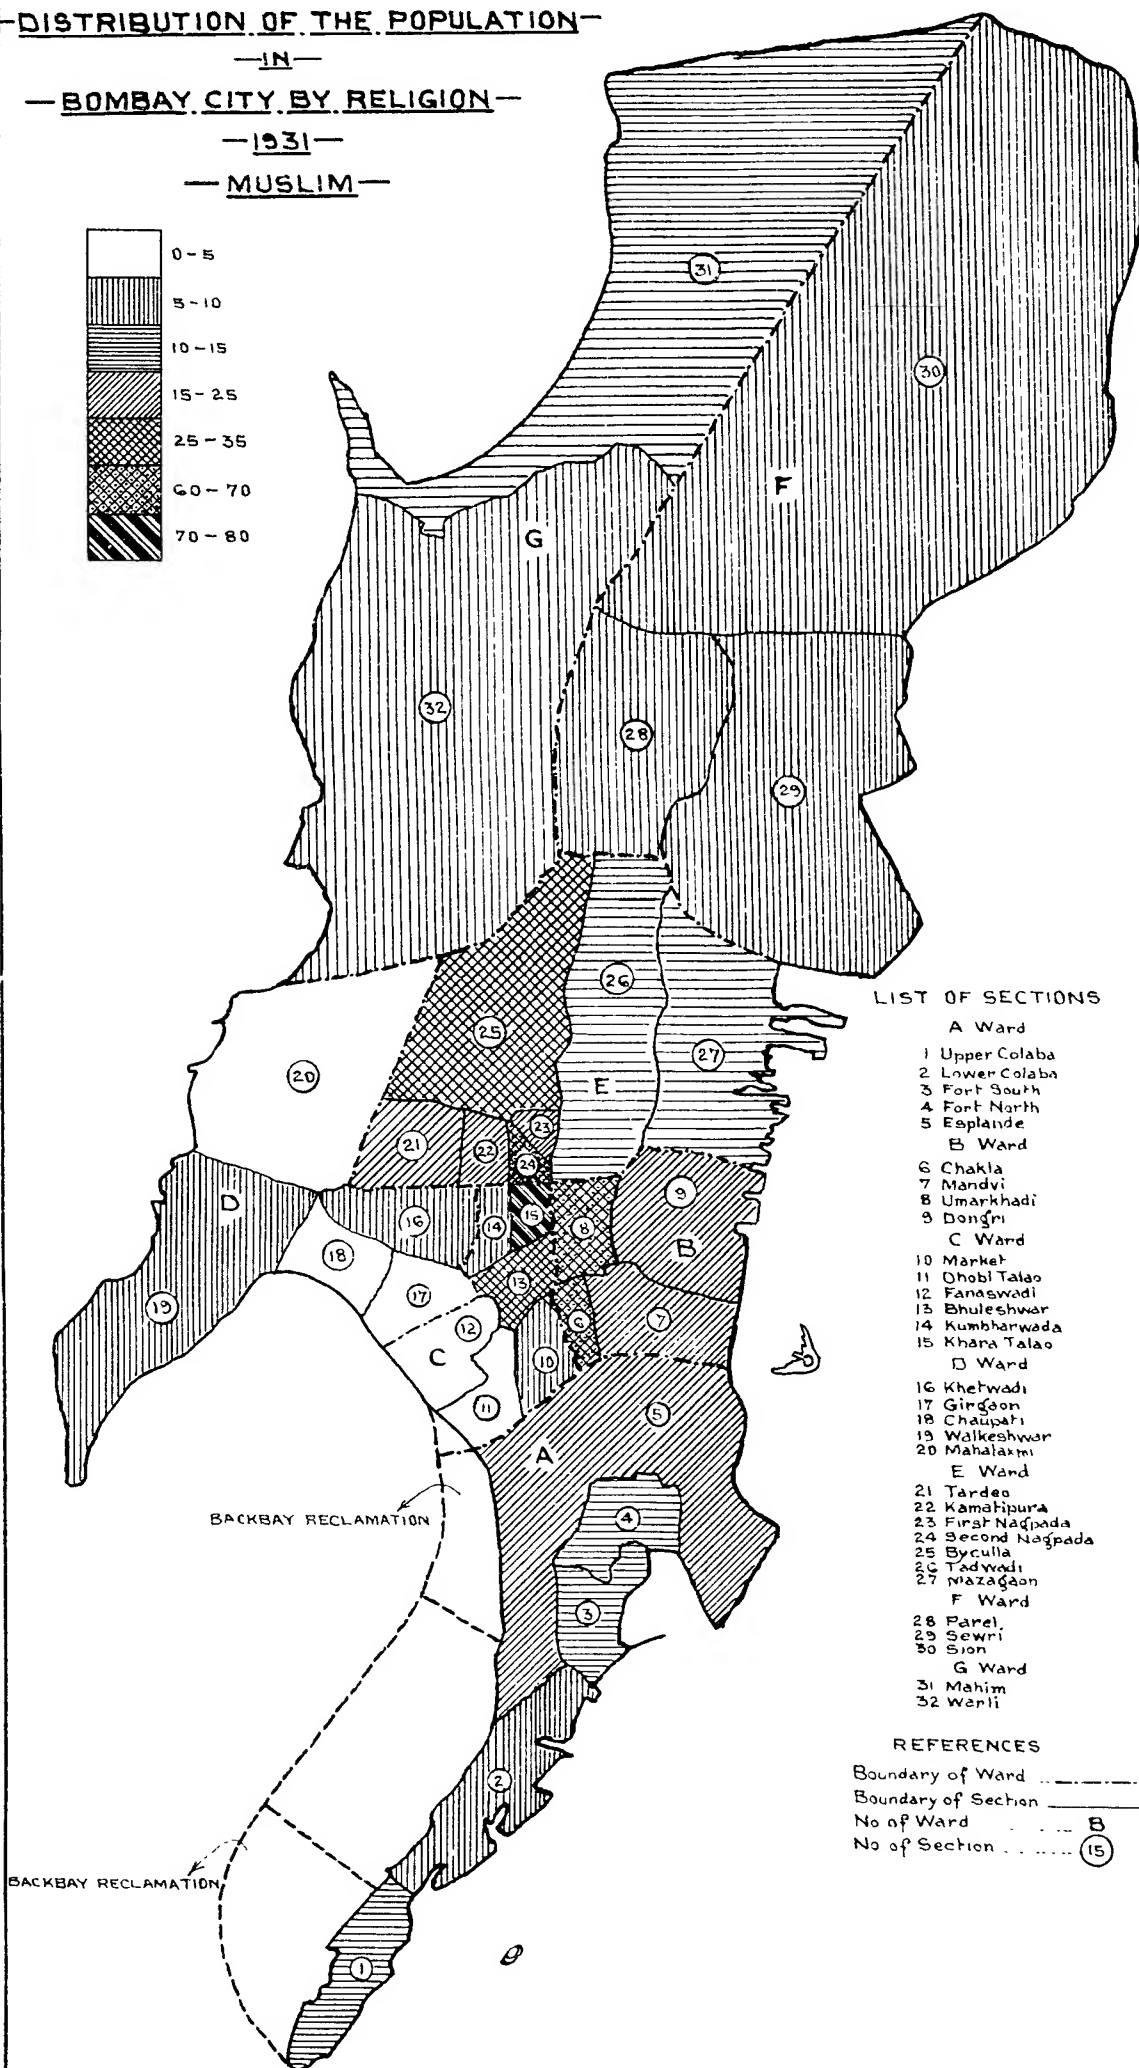 DISTRIBUTION OF THE POPULATION
IN
BOMBAY CITY BY RELIGION
1931
MUSLIM
0-5
5-10
10-15
15-25
25-35
60-70
70-80
31
30
F
G
32
28
29
26
25
27
20
E
23
21
22
24
9
D
16
14
15
8
B
18
13
19
17
6
7
12
C
10
11
5
A
BACKBAY RECLAMATION
4
3
2
BACKBAY RECLAMATION
1
LIST OF SECTIONS
A Ward
1 Upper Colaba
2 Lower Colaba
3 Fort South
4 Fort North
5 Esplande
B Ward
6 Chakla
7 Mandvi
8 Umarkhadi
9 Dongri
C Ward
10 Market
11 Dhobi Talao
12 Fanaswadi
13 Bhuleshwar
14 Kumbharwada
15 Khara Talao
D Ward
16 Khetwadi
17 Girgaon
18 Chaupati
19 Walkeshwar
20 Mahalaxmi
E Ward
21 Tardeo
22 Kamatipura
23 First Nagpada
24 Second Nagpada
25 Byculla
26 Tadwadi
27 Mazagaon
F Ward
28 Parel
29 Sewri
30 Sion
G Ward
31 Mahim
32 Warli
REFERENCES
Boundary of Ward
Boundary of Section
No of Ward B
No of Section 15